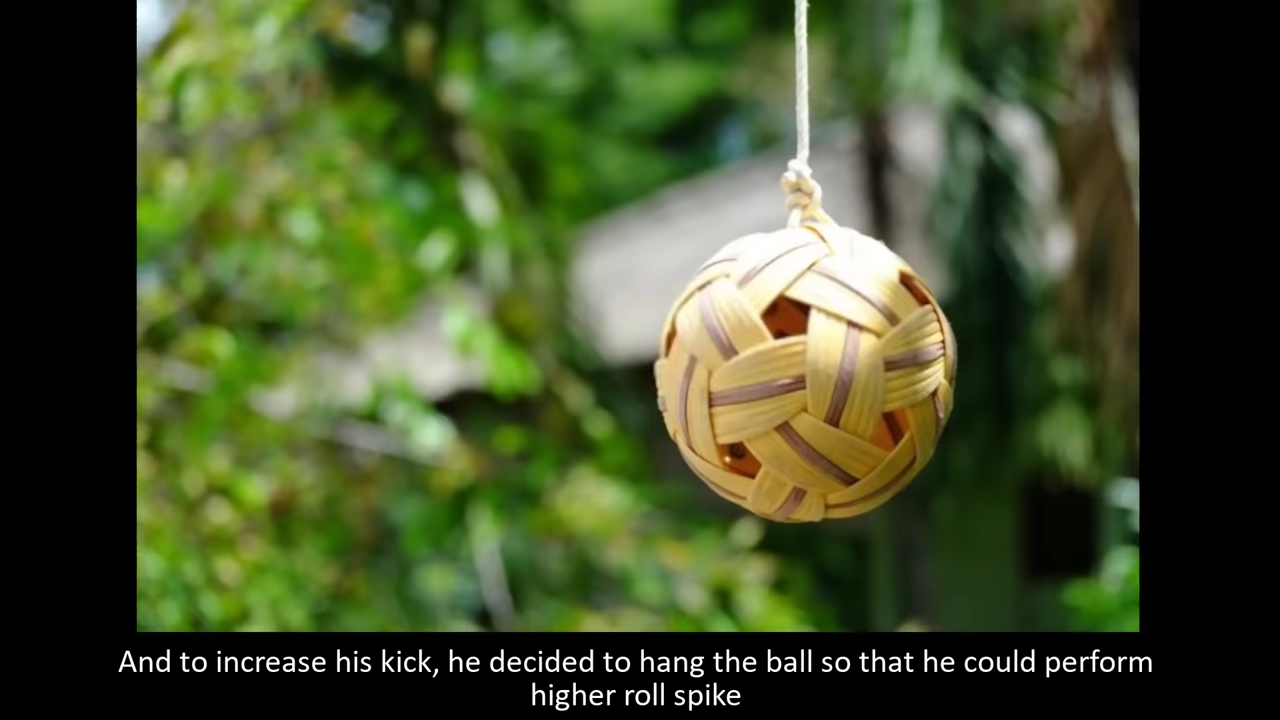 And to increase his kick, he decided to hang the ball so that he could perform
higher roll spike